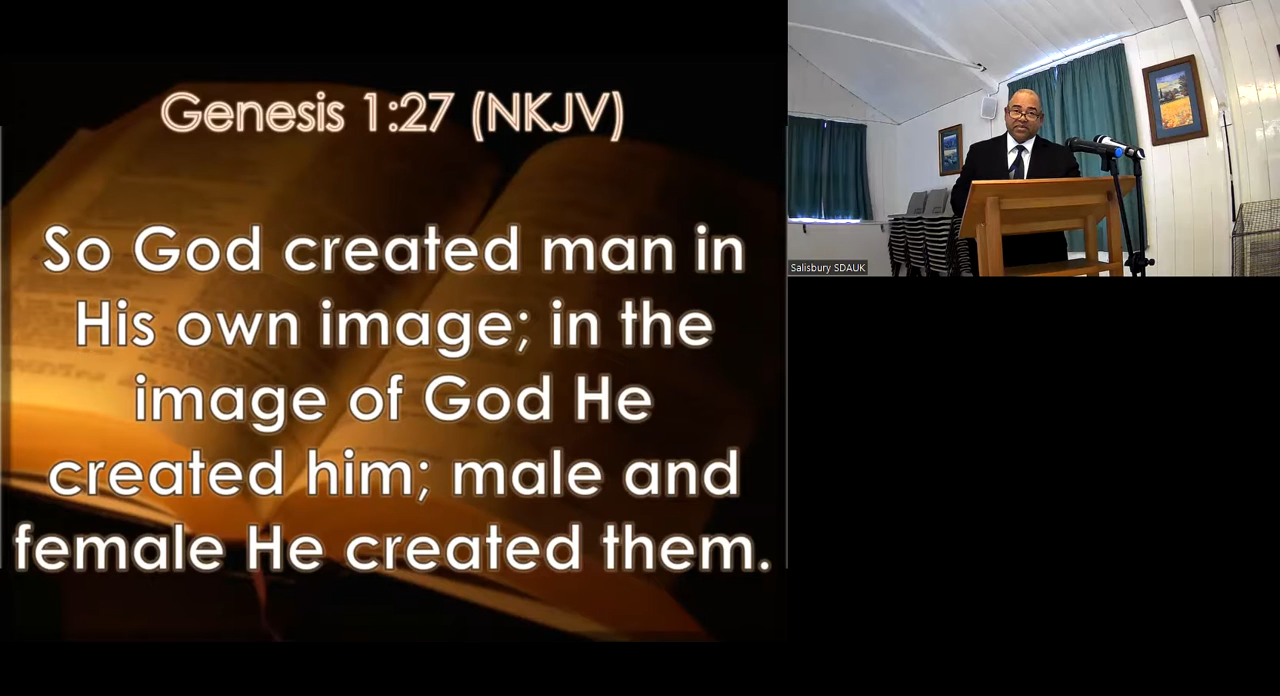 Genesis 1:27 (NKJV)
So God created man in
His own image; in the
image of God He
created him; male and
female He created them.
Salisbury SDAUK